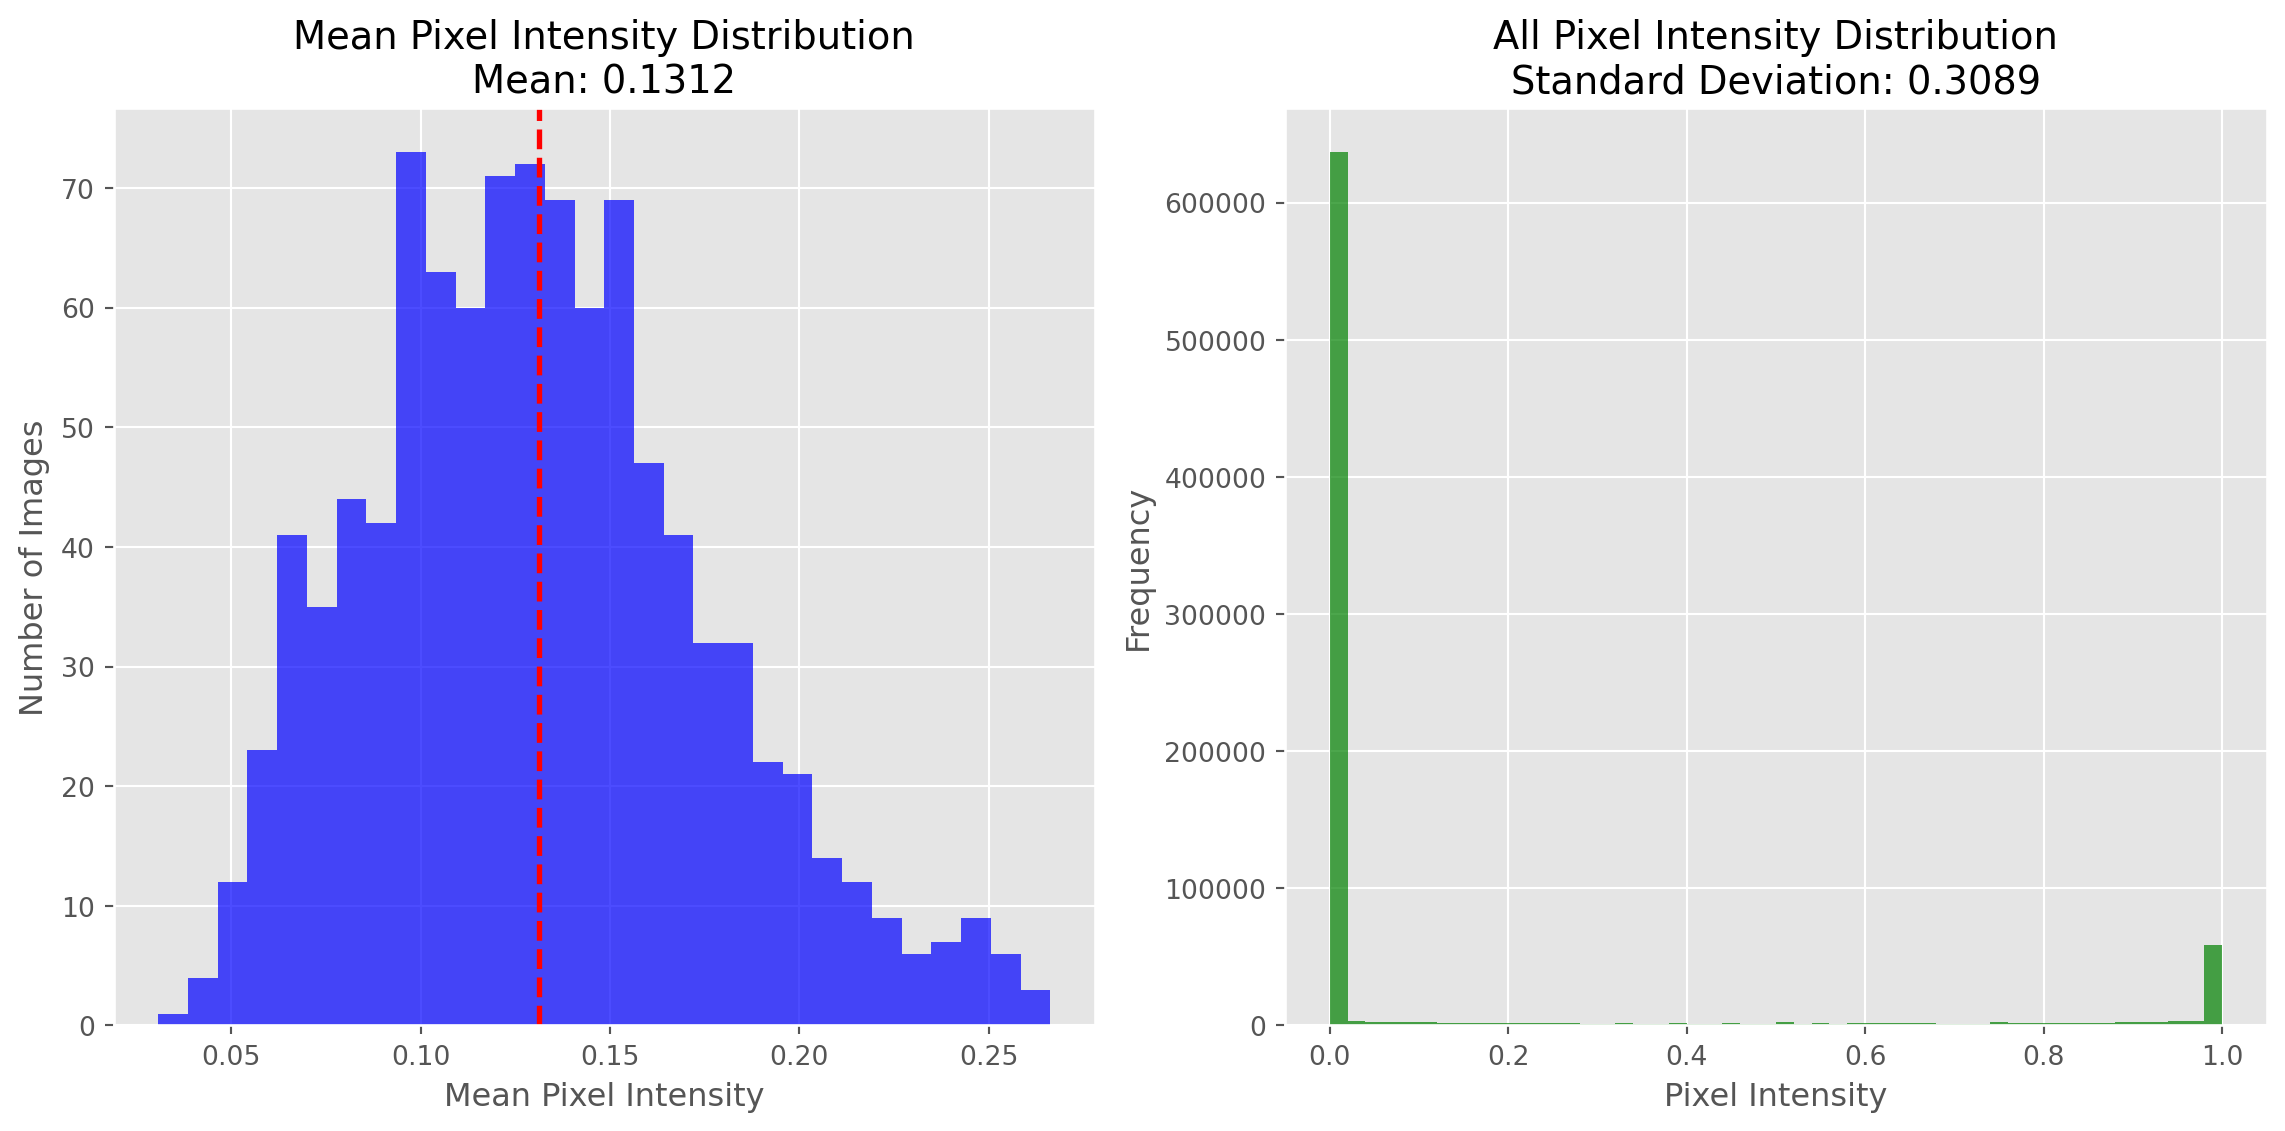 Mean Pixel Intensity Distribution
Mean: 0.1312
70
60
50
40
30
20
10
0
Number of Images
0.05 0.10 0.15 0.20 0.25
Mean Pixel Intensity
All Pixel Intensity Distribution
Standard Deviation: 0.3089
600000
500000
400000
300000
200000
100000
0
Frequency
0.0 0.2 0.4 0.6 0.8 1.0
Pixel Intensity